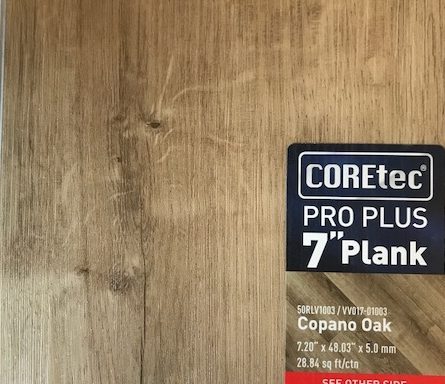 COREtec®
PRO PLUS
7" Plank
50RLV1003 / VV017-01003
Copano Oak
7.20" x 48.03" x 5.0 mm
28.84 sq ft/ctn
SEE OTHER SIDE